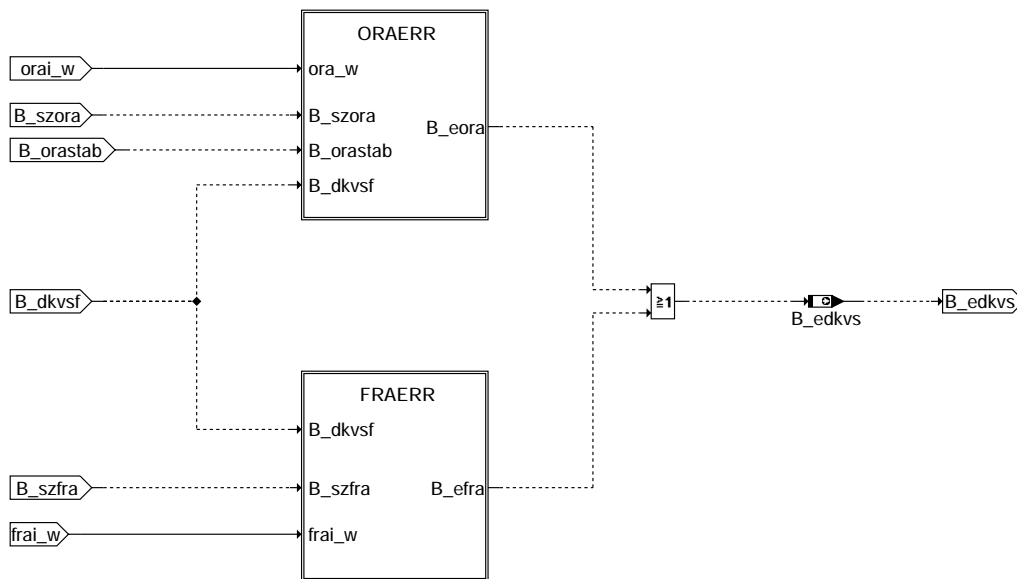 ORAERR
orai_w
ora_w
B_szora
B_szora
B_eora
B_orastab
B_orastab
B_dkvsf
B_dkvsf
≧1
B_edkvs
B_edkvs
FRAERR
B_dkvsf
B_szfra
B_szfra
B_efra
frai_w
frai_w